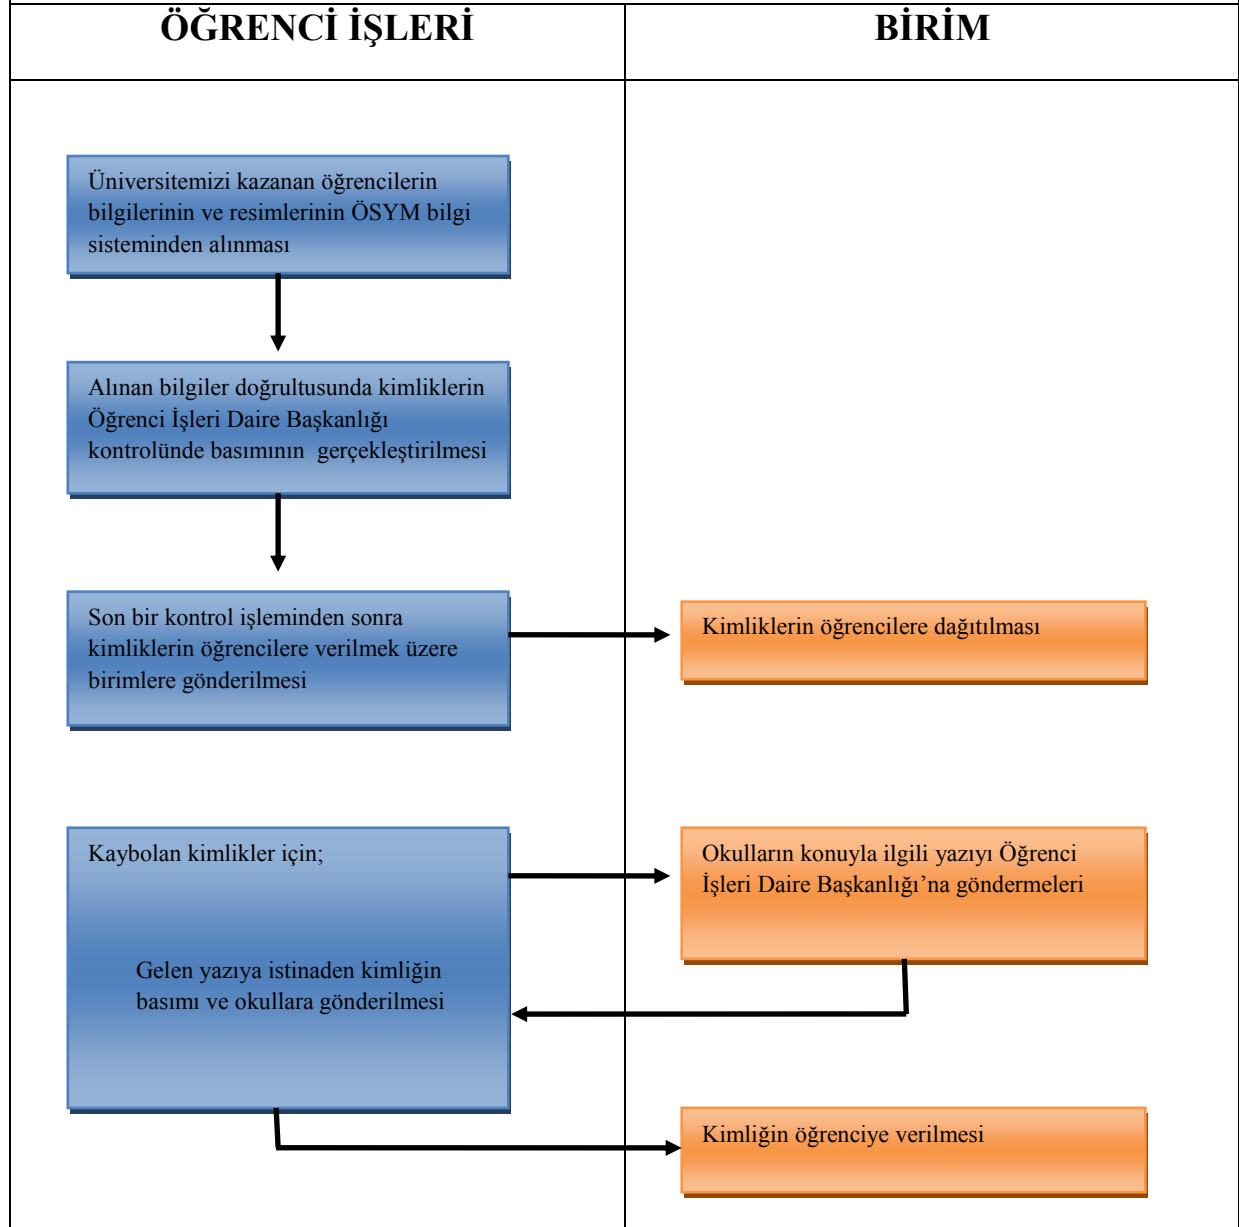 ÖĞRENCİ İŞLERİ
BİRİM
Üniversitemizi kazanan öğrencilerin
bilgilerinin ve resimlerinin ÖSYM bilgi
sisteminden alınması
Alınan bilgiler doğrultusunda kimliklerin
Öğrenci İşleri Daire Başkanlığı
kontrolünde basımının  gerçekleştirilmesi
Son bir kontrol işleminden sonra
kimliklerin öğrencilere verilmek üzere
birimlere gönderilmesi
Kimliklerin öğrencilere dağıtılması
Kaybolan kimlikler için;
Okulların konuyla ilgili yazıyı Öğrenci
İşleri Daire Başkanlığı’na göndermeleri
Gelen yazıya istinaden kimliğin
basımı ve okullara gönderilmesi
Kimliğin öğrenciye verilmesi